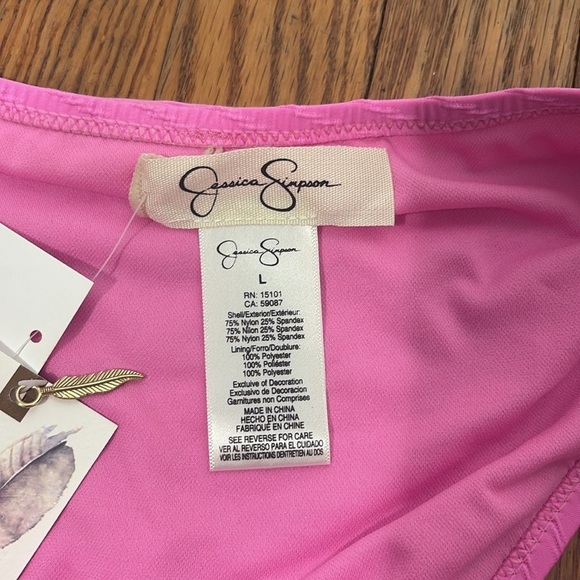 Jessica Simpson
Jessica Simpson
L
RN: 15101
CA: 59087
Shell/Exterior/Extérieur:
75% Nylon 25% Spandex
75% Nilon 25% Spandex
75% Nylon 25% Spandex
Lining/Forro/Doublure:
100% Polyester
100% Poliéster
100% Polyester
Exclusive of Decoration
Exclusivo de Decoracion
Garnitures non Comprises
MADE IN CHINA
HECHO EN CHINA
FABRIQUÉ EN CHINE
SEE REVERSE FOR CARE
VER AL REVERSO PARA EL CUIDADO
VOIR LES INSTRUCTIONS DENTRETIEN AU DOS